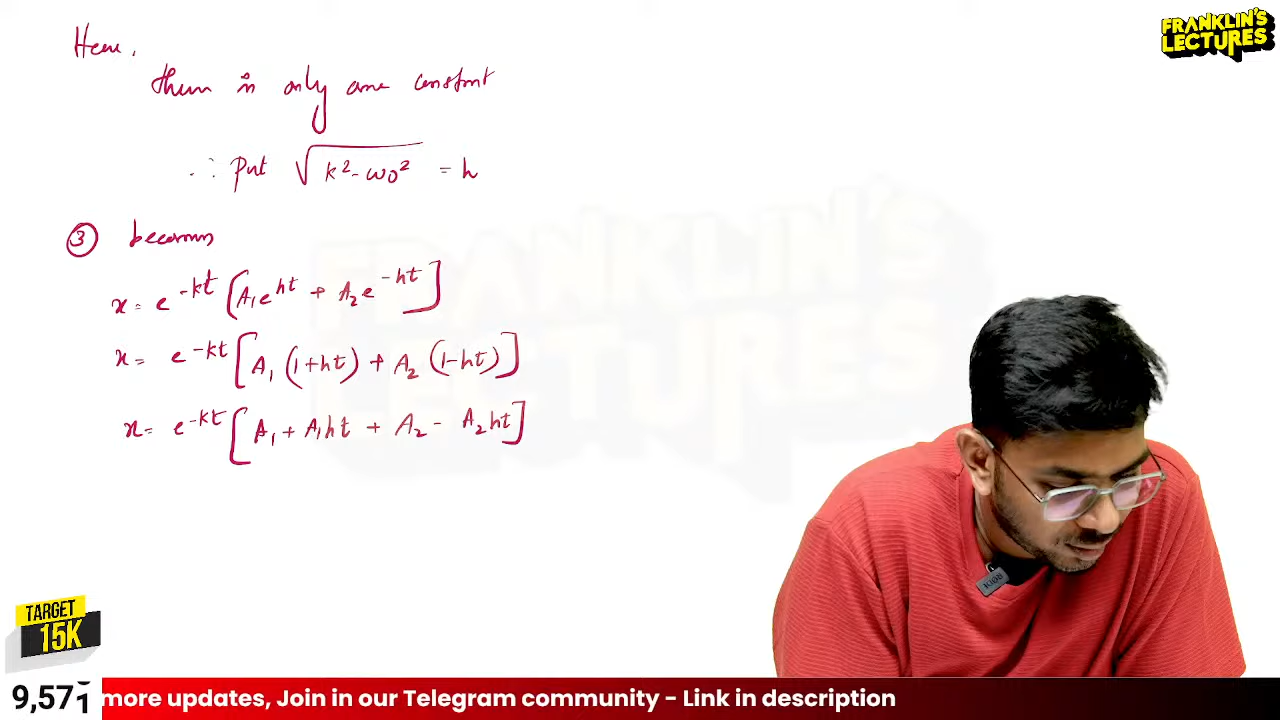 Here,
there is only one constant
∴ Put √(k² - ω0²) = h
③ becomes
x = e^(-kt) [A₁e^(ht) + A₂e^(-ht)]
x = e^(-kt) [A₁ (1+ht) + A₂ (1-ht)]
x = e^(-kt) [A₁ + A₁ht + A₂ - A₂ht]
FRANKLIN'S
LECTURES
FRANKLIN'S
LECTURES
TARGET
15K
9,571
more updates, Join in our Telegram community - Link in description